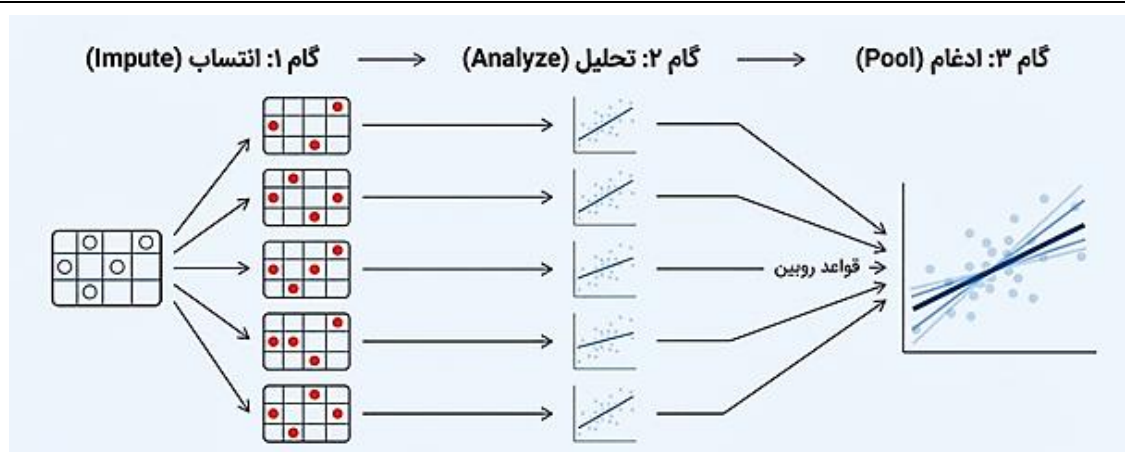 گام ۱: انتساب (Impute)
گام ۲: تحلیل (Analyze)
گام ۳: ادغام (Pool)
قواعد روبین